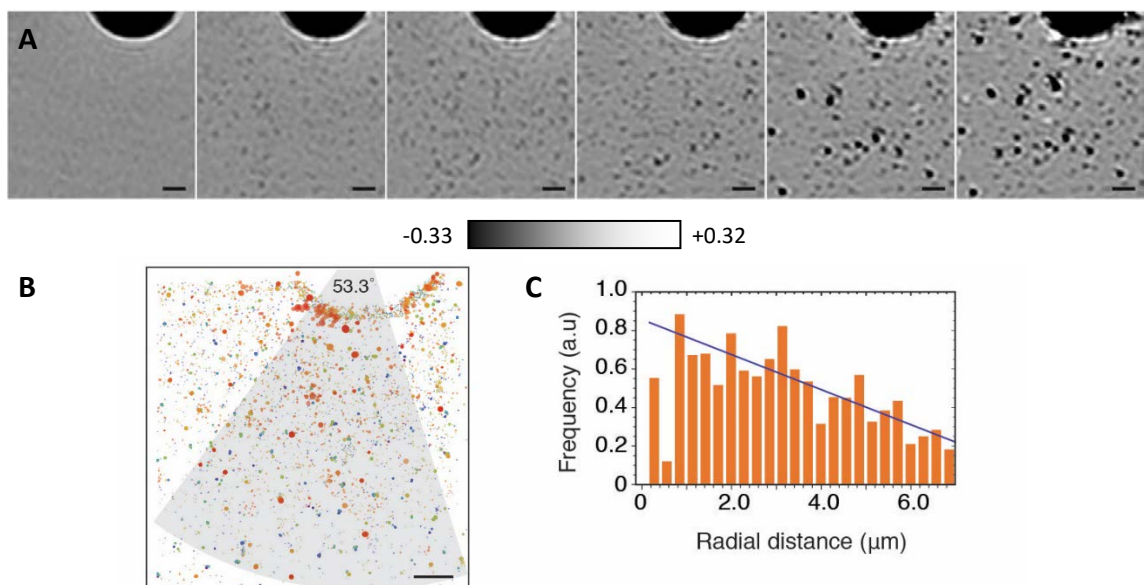 A
-0.33 +0.32
B
53.3°
C
Frequency (a.u)
1.0
0.8
0.6
0.4
0.2
0
0 2.0 4.0 6.0
Radial distance (μm)